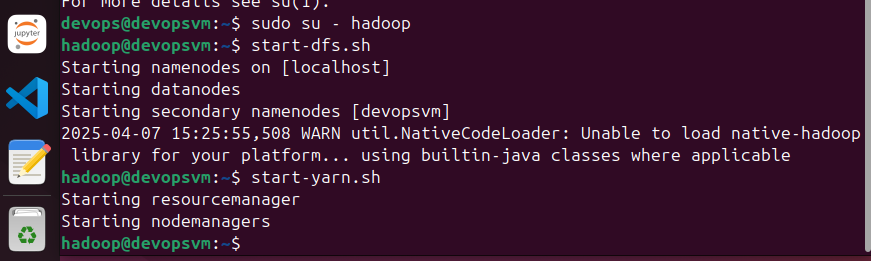 For more details see su(1).
devops@devopsvm:~$ sudo su - hadoop
hadoop@devopsvm:~$ start-dfs.sh
Starting namenodes on [localhost]
Starting datanodes
Starting secondary namenodes [devopsvm]
2025-04-07 15:25:55,508 WARN util.NativeCodeLoader: Unable to load native-hadoop
 library for your platform... using builtin-java classes where applicable
hadoop@devopsvm:~$ start-yarn.sh
Starting resourcemanager
Starting nodemanagers
hadoop@devopsvm:~$
jupyter